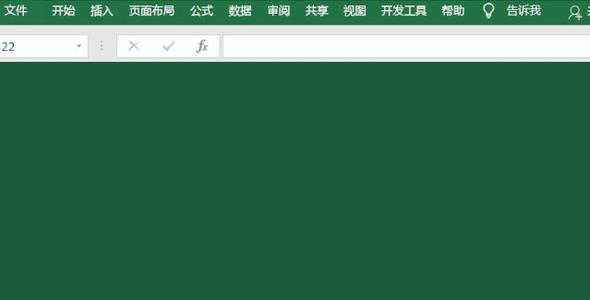 文件 开始 插入 页面布局 公式 数据 审阅 共享 视图 开发工具 帮助 告诉我
22 fx